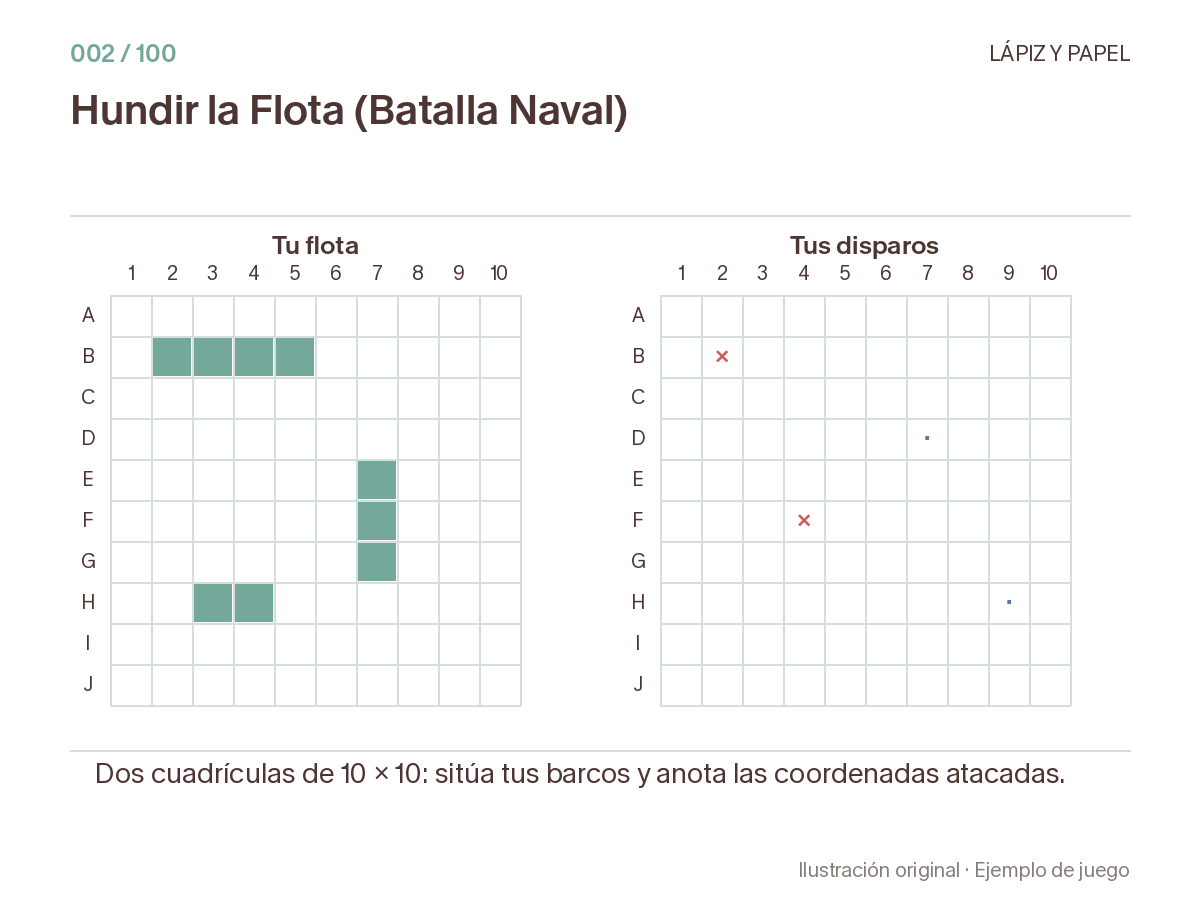 002 / 100
LÁPIZ Y PAPEL
Hundir la Flota (Batalla Naval)
Tu flota
1 2 3 4 5 6 7 8 9 10
A
B
C
D
E
F
G
H
I
J
Tus disparos
1 2 3 4 5 6 7 8 9 10
A
B
C
D
E
F
G
H
I
J
Dos cuadrículas de 10 × 10: sitúa tus barcos y anota las coordenadas atacadas.
Ilustración original · Ejemplo de juego